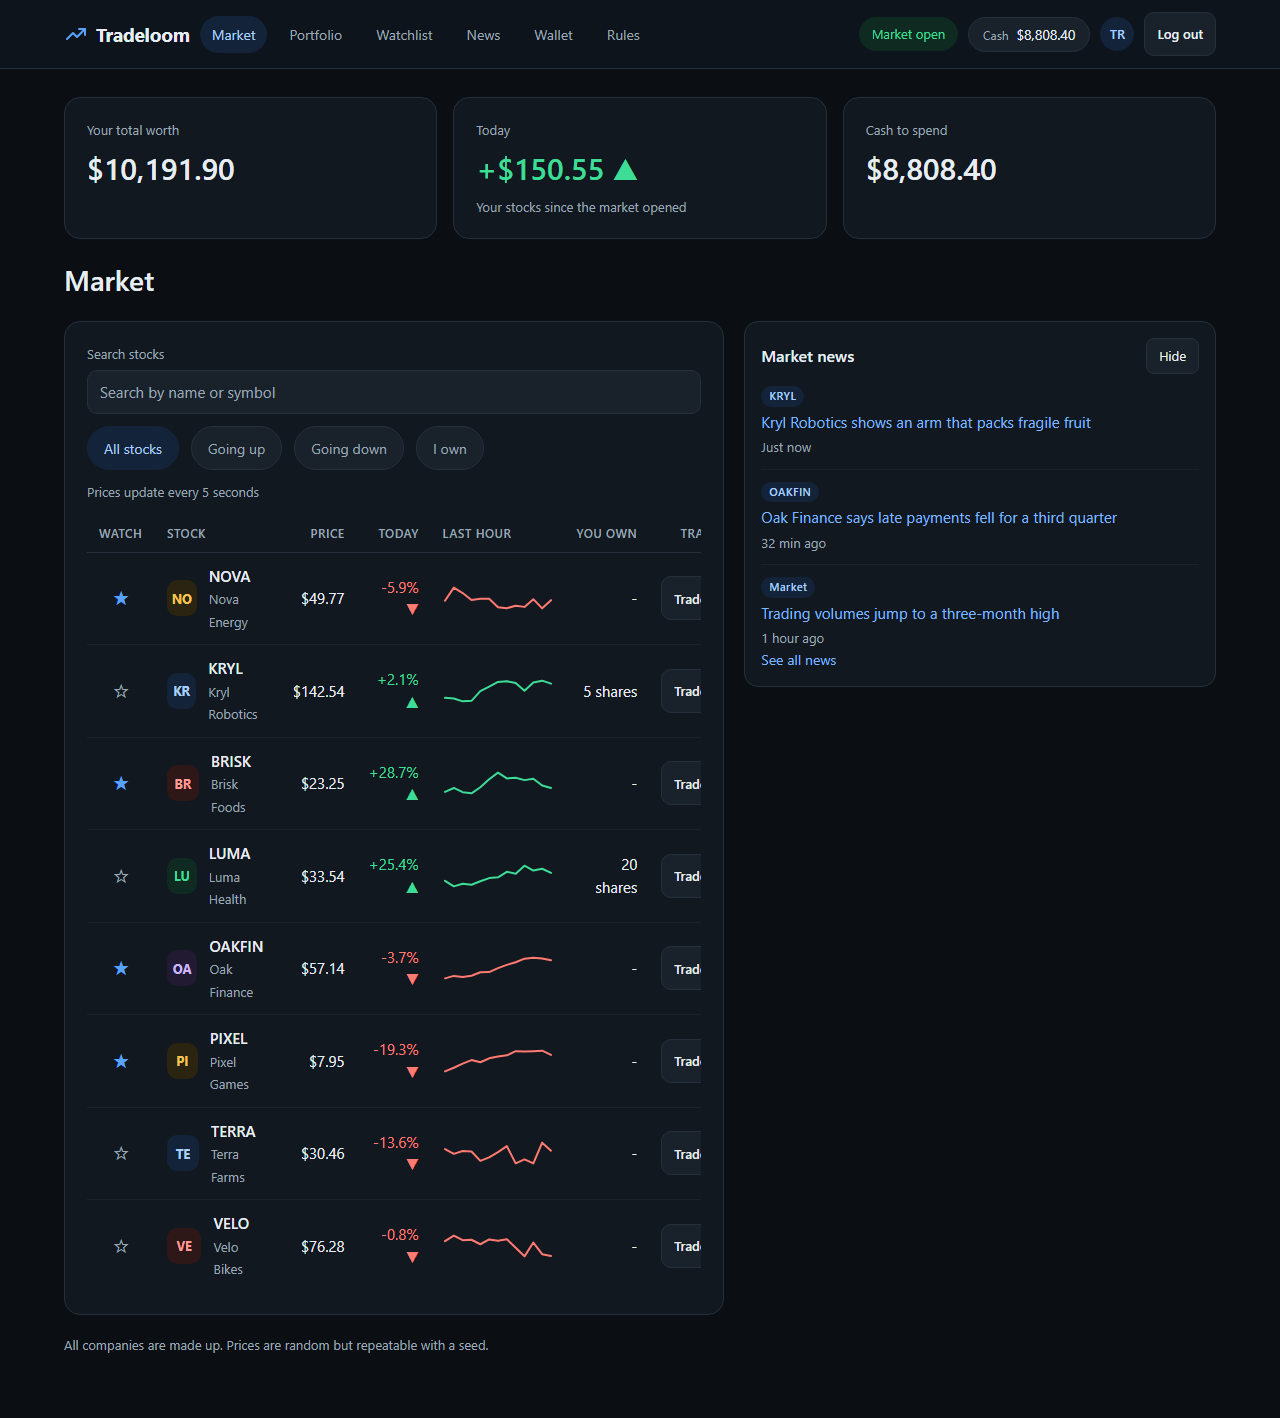 Tradeloom Market Portfolio Watchlist News Wallet Rules Market open Cash $8,808.40 TR Log out
Your total worth
$10,191.90
Today
+$150.55 ▲
Your stocks since the market opened
Cash to spend
$8,808.40
Market
Search stocks
Search by name or symbol
All stocks Going up Going down I own
Prices update every 5 seconds
WATCH STOCK PRICE TODAY LAST HOUR YOU OWN TRA
★ NO NOVA
Nova
Energy
$49.77 -5.9%
▼
- Trad
☆ KR KRYL
Kryl
Robotics
$142.54 +2.1%
▲
5 shares Trad
★ BR BRISK
Brisk
Foods
$23.25 +28.7%
▲
- Trad
☆ LU LUMA
Luma
Health
$33.54 +25.4%
▲
20
shares
Trad
★ OA OAKFIN
Oak
Finance
$57.14 -3.7%
▼
- Trad
★ PI PIXEL
Pixel
Games
$7.95 -19.3%
▼
- Trad
☆ TE TERRA
Terra
Farms
$30.46 -13.6%
▼
- Trad
☆ VE VELO
Velo
Bikes
$76.28 -0.8%
▼
- Trad
Market news Hide
KRYL
Kryl Robotics shows an arm that packs fragile fruit
Just now
OAKFIN
Oak Finance says late payments fell for a third quarter
32 min ago
Market
Trading volumes jump to a three-month high
1 hour ago
See all news
All companies are made up. Prices are random but repeatable with a seed.